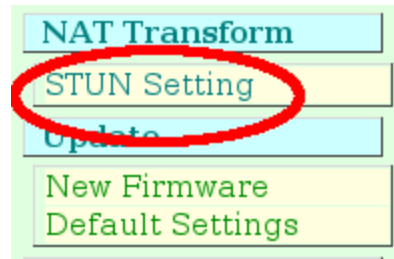 NAT Transform
STUN Setting
Update
New Firmware
Default Settings